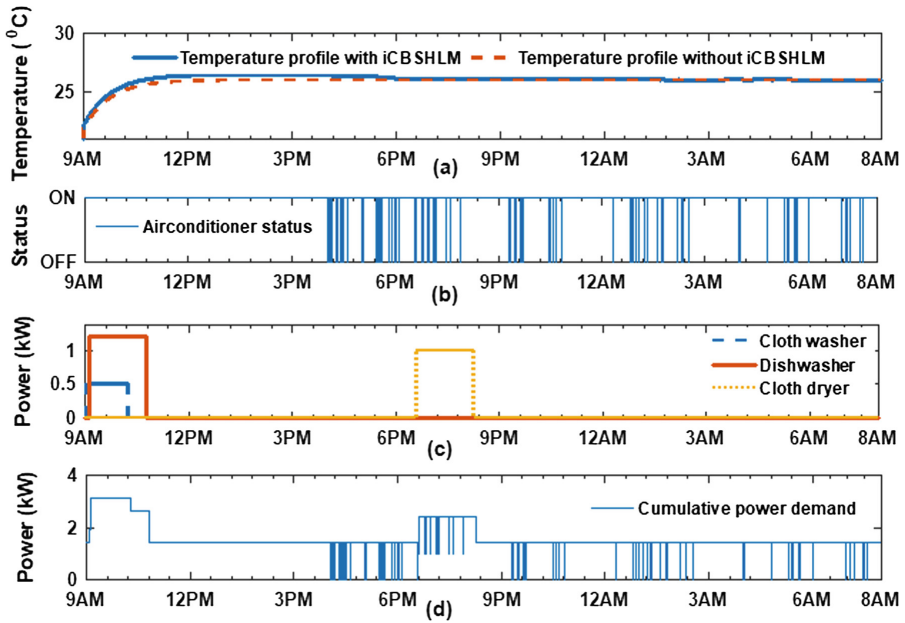 30
Temperature profile with iCBSHLM
Temperature profile without iCBSHLM
25
Temperature ( ⁰C)
9AM 12PM 3PM 6PM 9PM 12AM 3AM 6AM 8AM
(a)
ON
Airconditioner status
OFF
Status
9AM 12PM 3PM 6PM 9PM 12AM 3AM 6AM 8AM
(b)
Cloth washer
Dishwasher
Cloth dryer
1
0.5
0
Power (kW)
9AM 12PM 3PM 6PM 9PM 12AM 3AM 6AM 8AM
(c)
4
Cumulative power demand
2
0
Power (kW)
9AM 12PM 3PM 6PM 9PM 12AM 3AM 6AM 8AM
(d)